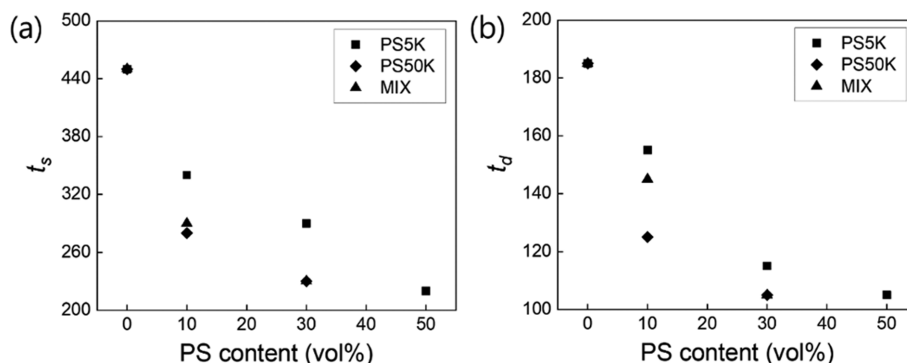 (a)
500
440
380
320
260
200
t_s
PS5K
PS50K
MIX
0 10 20 30 40 50
PS content (vol%)
(b)
200
180
160
140
120
100
t_d
PS5K
PS50K
MIX
0 10 20 30 40 50
PS content (vol%)